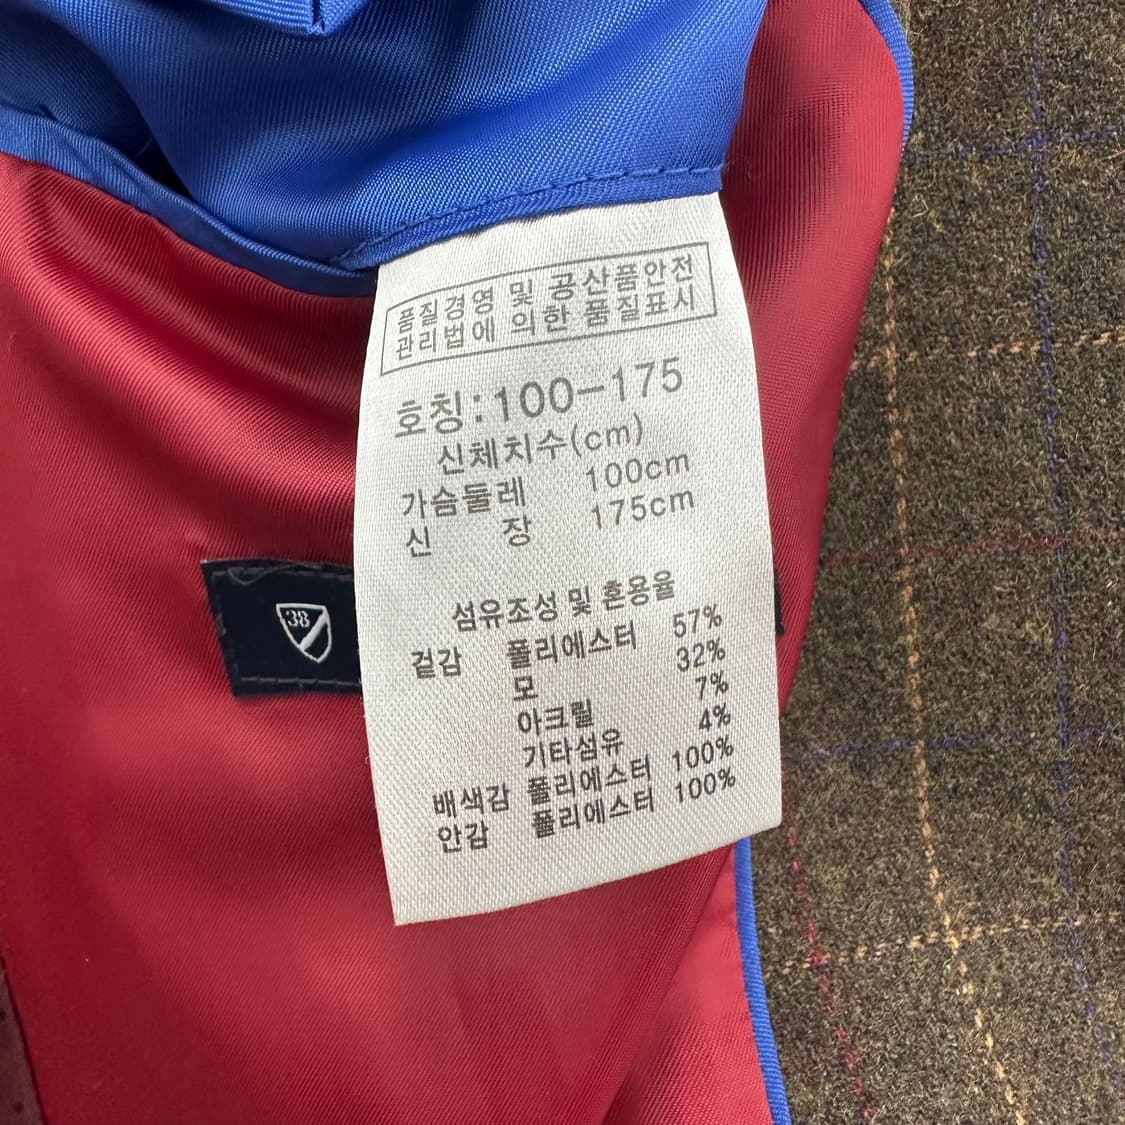 품질경영 및 공산품안전
관리법에 의한 품질표시
호칭:100-175
신체치수(cm)
가슴둘레 100cm
신 장 175cm
섬유조성 및 혼용율
겉감 폴리에스터 57%
모 32%
아크릴 7%
기타섬유 4%
배색감 폴리에스터 100%
안감 폴리에스터 100%
38